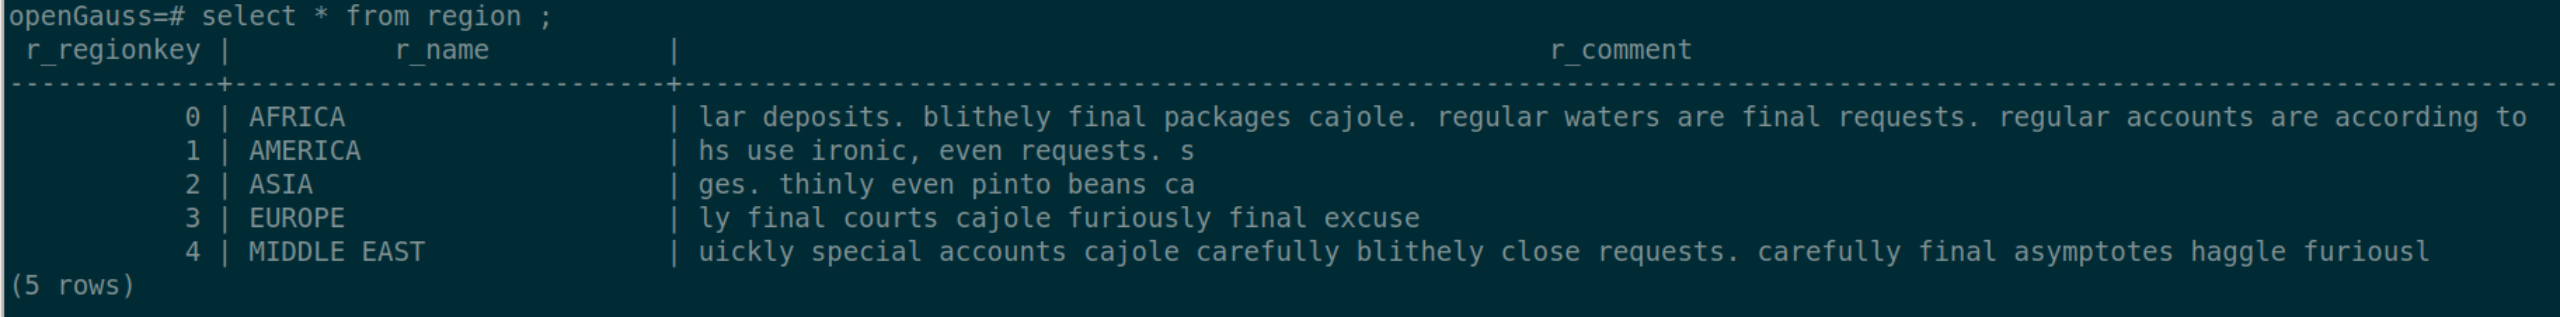 openGauss=# select * from region ;
 r_regionkey |          r_name           |                                                      r_comment
-------------+---------------------------+---------------------------------------------------------------------------------------------------------------------
           0 | AFRICA                    | lar deposits. blithely final packages cajole. regular waters are final requests. regular accounts are according to
           1 | AMERICA                   | hs use ironic, even requests. s
           2 | ASIA                      | ges. thinly even pinto beans ca
           3 | EUROPE                    | ly final courts cajole furiously final excuse
           4 | MIDDLE EAST               | uickly special accounts cajole carefully blithely close requests. carefully final asymptotes haggle furiousl
(5 rows)